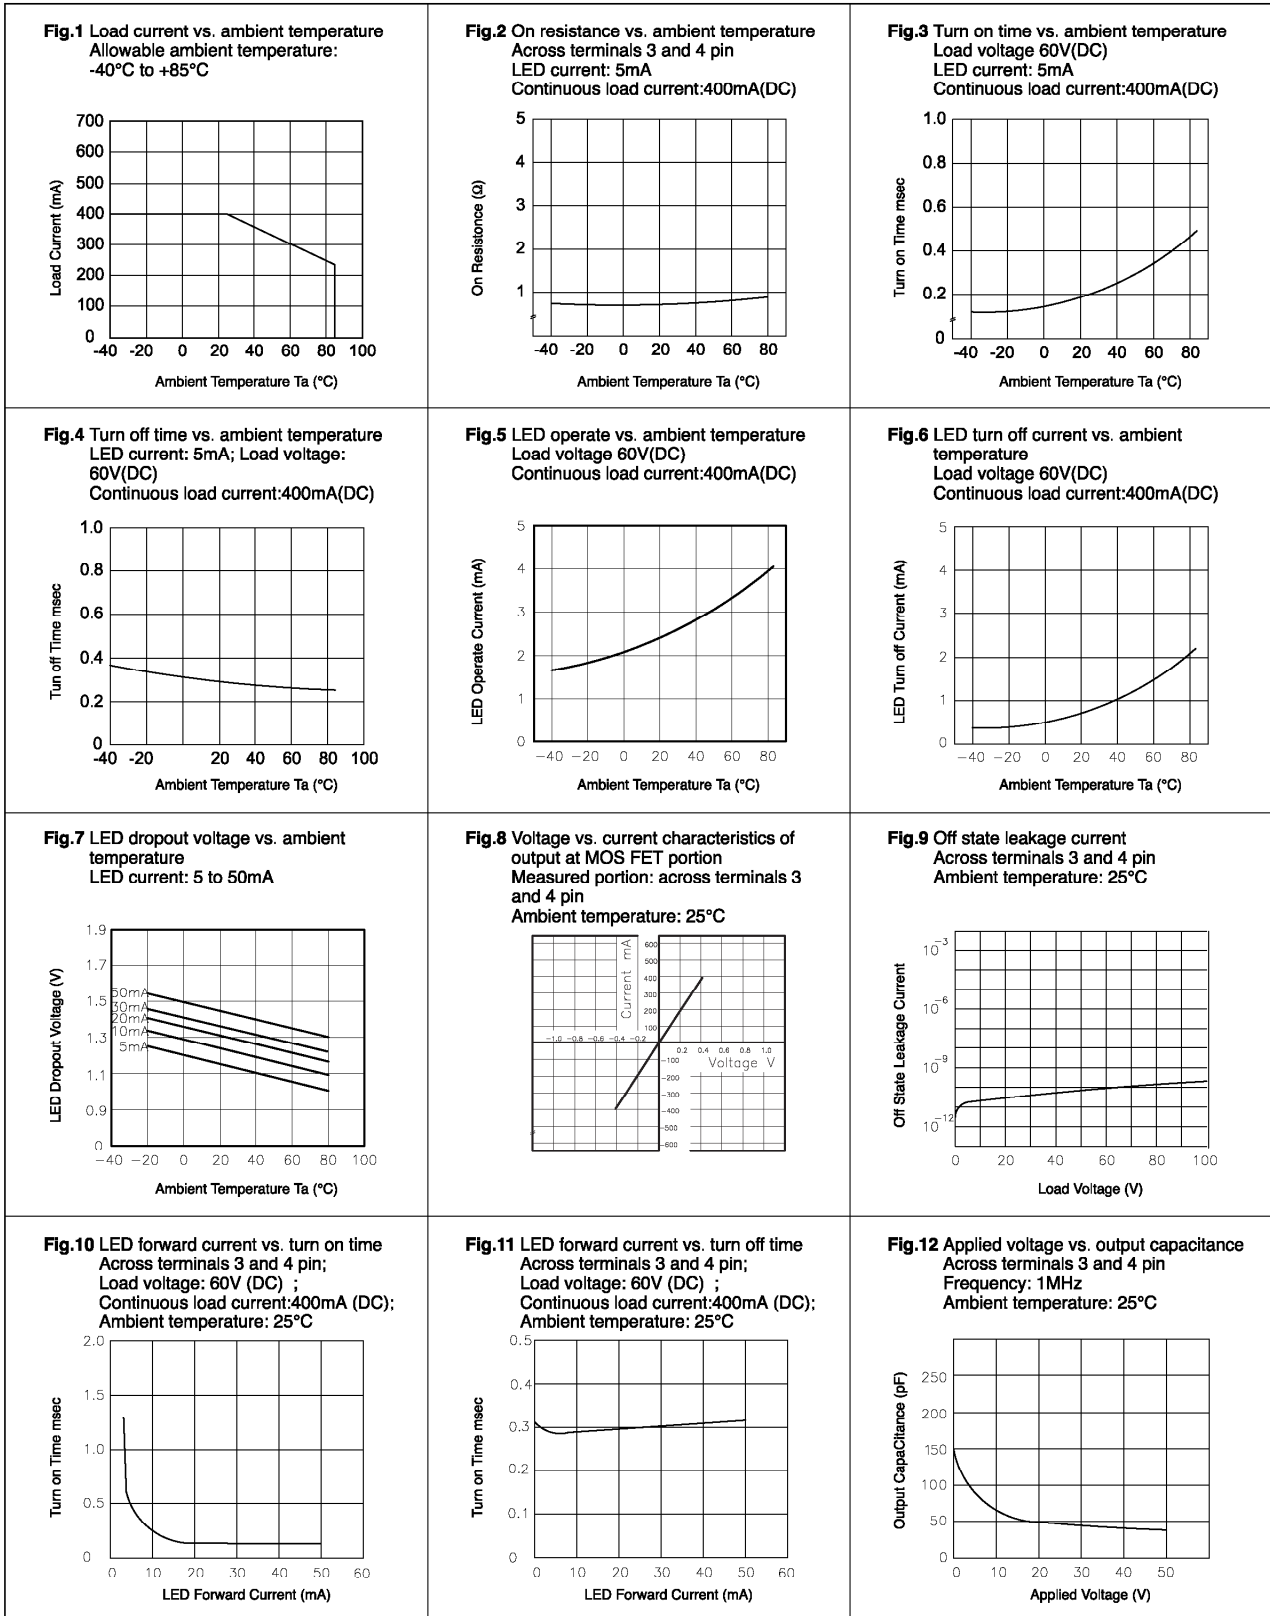 Fig.1 Load current vs. ambient temperature
Allowable ambient temperature:
-40°C to +85°C
700
600
500
400
300
200
100
0
Load Current (mA)
-40 -20 0 20 40 60 80 100
Ambient Temperature Ta (°C)
Fig.2 On resistance vs. ambient temperature
Across terminals 3 and 4 pin
LED current: 5mA
Continuous load current:400mA(DC)
5
4
3
2
1
On Resistonce (Ω)
-40 -20 0 20 40 60 80
Ambient Temperature Ta (°C)
Fig.3 Turn on time vs. ambient temperature
Load voltage 60V(DC)
LED current: 5mA
Continuous load current:400mA(DC)
1.0
0.8
0.6
0.4
0.2
0
Turn on Time msec
-40 -20 0 20 40 60 80
Ambient Temperature Ta (°C)
Fig.4 Turn off time vs. ambient temperature
LED current: 5mA; Load voltage:
60V(DC)
Continuous load current:400mA(DC)
1.0
0.8
0.6
0.4
0.2
0
Tun off Time msec
-40 -20 0 20 40 60 80 100
Ambient Temperature Ta (°C)
Fig.5 LED operate vs. ambient temperature
Load voltage 60V(DC)
Continuous load current:400mA(DC)
5
4
3
2
1
0
LED Operate Current (mA)
-40 -20 0 20 40 60 80
Ambient Temperature Ta (°C)
Fig.6 LED turn off current vs. ambient
temperature
Load voltage 60V(DC)
Continuous load current:400mA(DC)
5
4
3
2
1
0
LED Turn off Current (mA)
-40 -20 0 20 40 60 80
Ambient Temperature Ta (°C)
Fig.7 LED dropout voltage vs. ambient
temperature
LED current: 5 to 50mA
1.9
1.7
1.5
1.3
1.1
0.9
0
LED Dropout Voltage (V)
50mA
30mA
20mA
10mA
5mA
-40 -20 0 20 40 60 80 100
Ambient Temperature Ta (°C)
Fig.8 Voltage vs. current characteristics of
output at MOS FET portion
Measured portion: across terminals 3
and 4 pin
Ambient temperature: 25°C
Current mA
600
400
300
200
100
-1.0 -0.8 -0.6 -0.4 -0.2
0.2 0.4 0.6 0.8 1.0
Voltage V
-100
-200
-300
-400
-500
-600
Fig.9 Off state leakage current
Across terminals 3 and 4 pin
Ambient temperature: 25°C
10⁻³
10⁻⁶
10⁻⁹
10⁻¹²
Off State Leakage Current
0 20 40 60 80 100
Load Voltage (V)
Fig.10 LED forward current vs. turn on time
Across terminals 3 and 4 pin;
Load voltage: 60V (DC) ;
Continuous load current:400mA (DC);
Ambient temperature: 25°C
2.0
1.5
1.0
0.5
0
Turn on Time msec
0 10 20 30 40 50 60
LED Forward Current (mA)
Fig.11 LED forward current vs. turn off time
Across terminals 3 and 4 pin;
Load voltage: 60V (DC) ;
Continuous load current:400mA (DC);
Ambient temperature: 25°C
0.5
0.4
0.3
0.2
0.1
0
Turn on Time msec
0 10 20 30 40 50 60
LED Forward Current (mA)
Fig.12 Applied voltage vs. output capacitance
Across terminals 3 and 4 pin
Frequency: 1MHz
Ambient temperature: 25°C
250
200
150
100
50
0
Output CapaCitance (pF)
0 10 20 30 40 50
Applied Voltage (V)